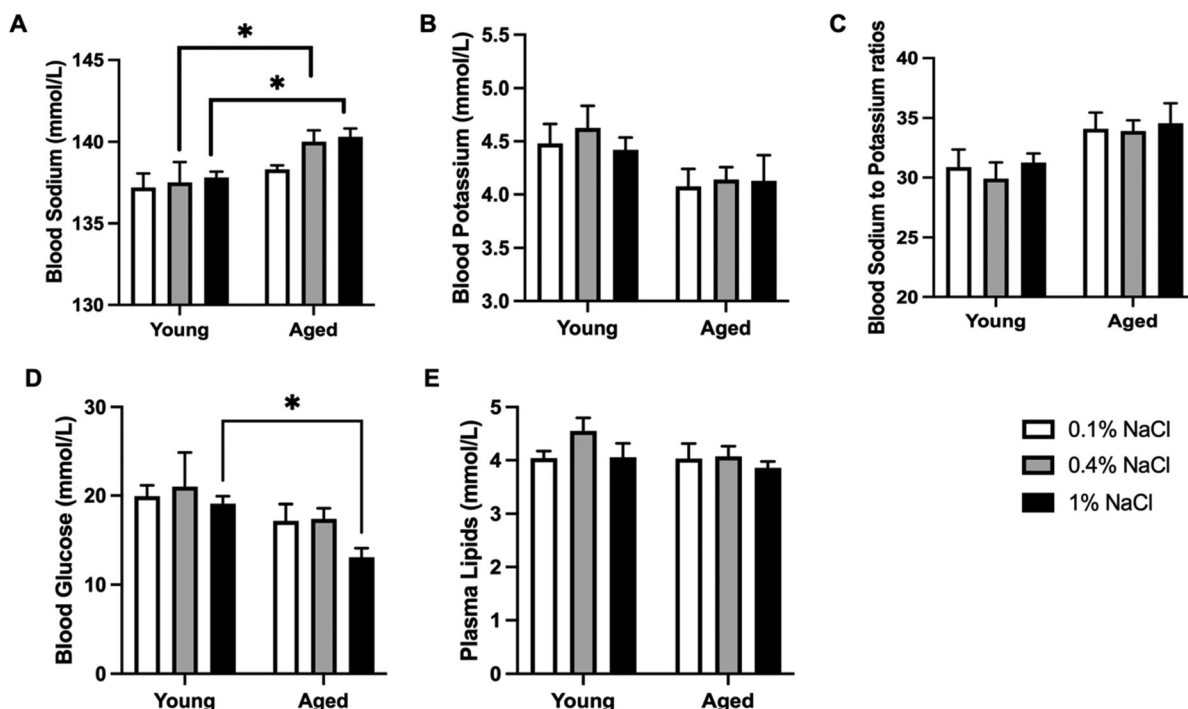 A
Blood Sodium (mmol/L)
145
140
135
130
*
*
Young Aged
B
Blood Potassium (mmol/L)
5.5
5.0
4.5
4.0
3.5
3.0
Young Aged
C
Blood Sodium to Potassium ratios
40
35
30
25
20
Young Aged
D
Blood Glucose (mmol/L)
30
20
10
0
*
Young Aged
E
Plasma Lipids (mmol/L)
5
4
3
2
1
0
Young Aged
0.1% NaCl
0.4% NaCl
1% NaCl